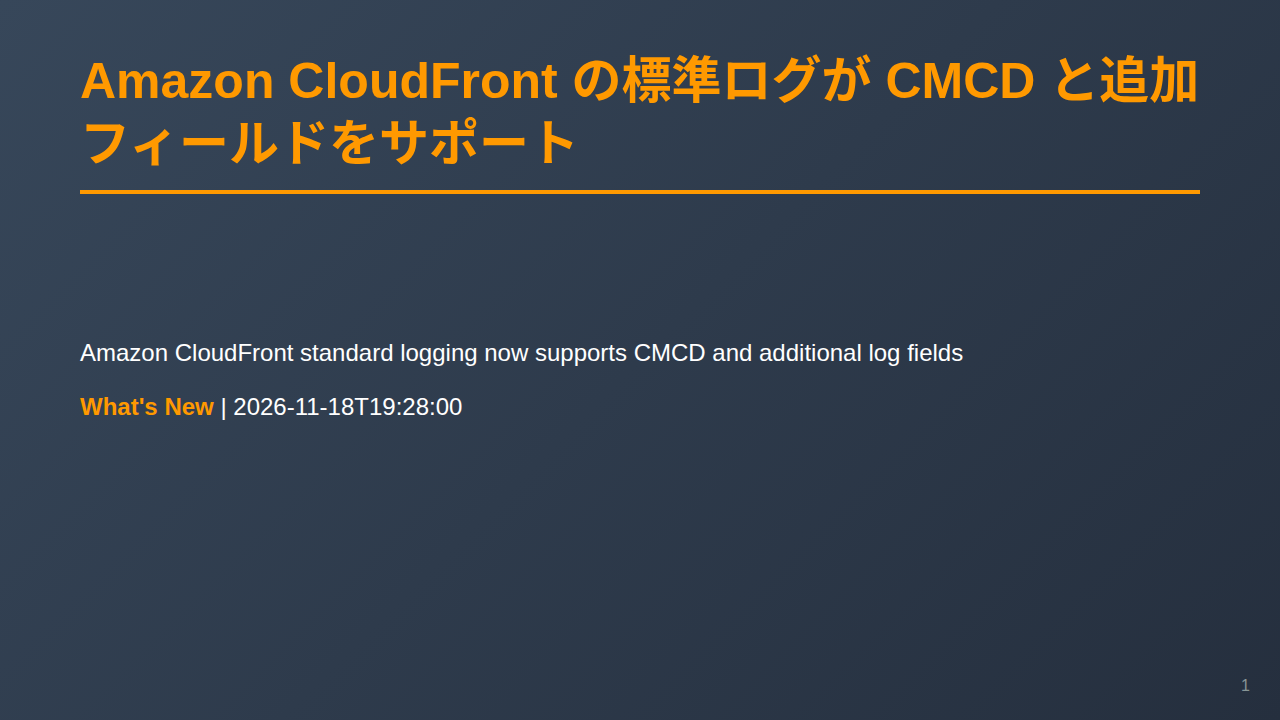 Amazon CloudFront の標準ログが CMCD と追加
フィールドをサポート
Amazon CloudFront standard logging now supports CMCD and additional log fields
What's New | 2026-11-18T19:28:00
1